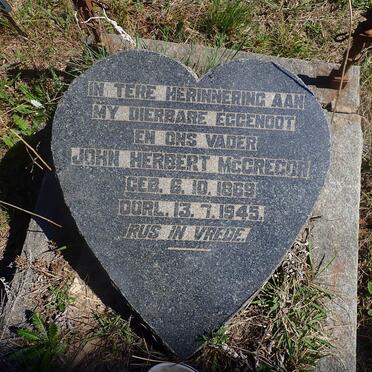 IN TERE HERINNERING AAN
MY DIERBARE EGGENOOT
EN ONS VADER
JOHN HERBERT McGREGOR
GEB. 6.10.1869
OORL. 13.7.1945.
RUS IN VREDE.